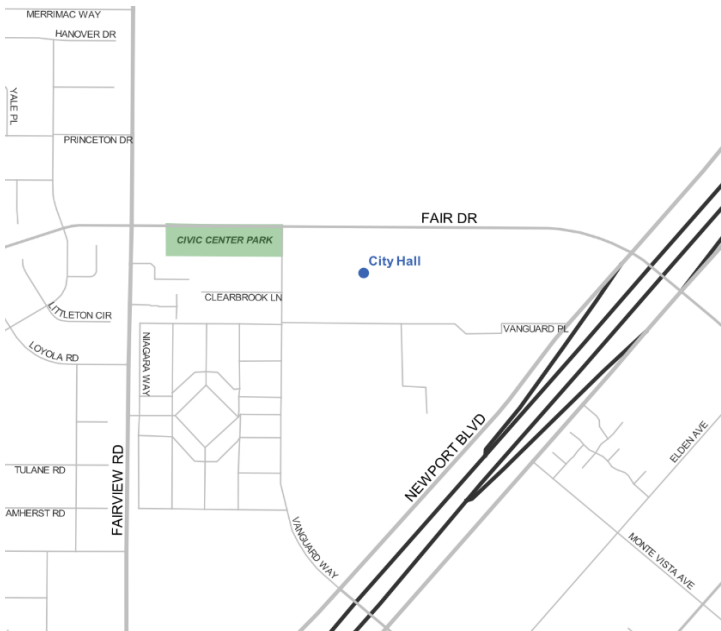 MERRIMAC WAY
HANOVER DR
YALE PL
PRINCETON DR
FAIR DR
CIVIC CENTER PARK
City Hall
CLEARBROOK LN
LITTLETON CIR
VANGUARD PL
LOYOLA RD
NIAGARA WAY
NEWPORT BLVD
ELDEN AVE
TULANE RD
FAIRVIEW RD
AMHERST RD
VANGUARD WAY
MONTE VISTA AVE